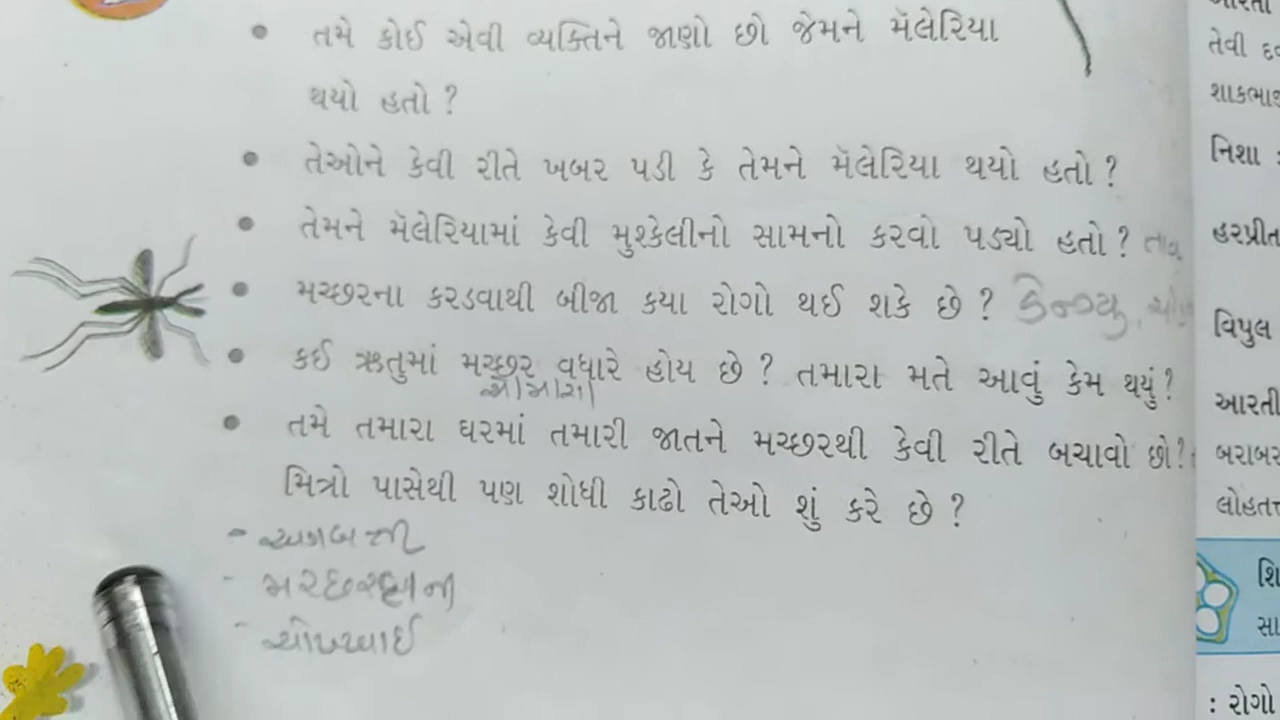 તમે કોઈ એવી વ્યક્તિને જાણો છો જેમને મૅલેરિયા
થયો હતો ?
તેઓને કેવી રીતે ખબર પડી કે તેમને મૅલેરિયા થયો હતો ?
તેમને મૅલેરિયામાં કેવી મુશ્કેલીનો સામનો કરવો પડ્યો હતો ? તાવ
મચ્છરના કરડવાથી બીજા કયા રોગો થઈ શકે છે ? ડેન્ગ્યુ,
કઈ ઋતુમાં મચ્છર વધારે હોય છે ? તમારા મતે આવું કેમ થયું ?
ચોમાસા
તમે તમારા ઘરમાં તમારી જાતને મચ્છરથી કેવી રીતે બચાવો છો ?
મિત્રો પાસેથી પણ શોધી કાઢો તેઓ શું કરે છે ?
- અગબત્તી
- મચ્છરદાની
- ચોખ્ખાઈ
તેવી
શાકભા
નિશા :
હરપ્રીત
વિપુલ
આરતી
બરાબર
લોહતત્
શિ
સા
: રોગો